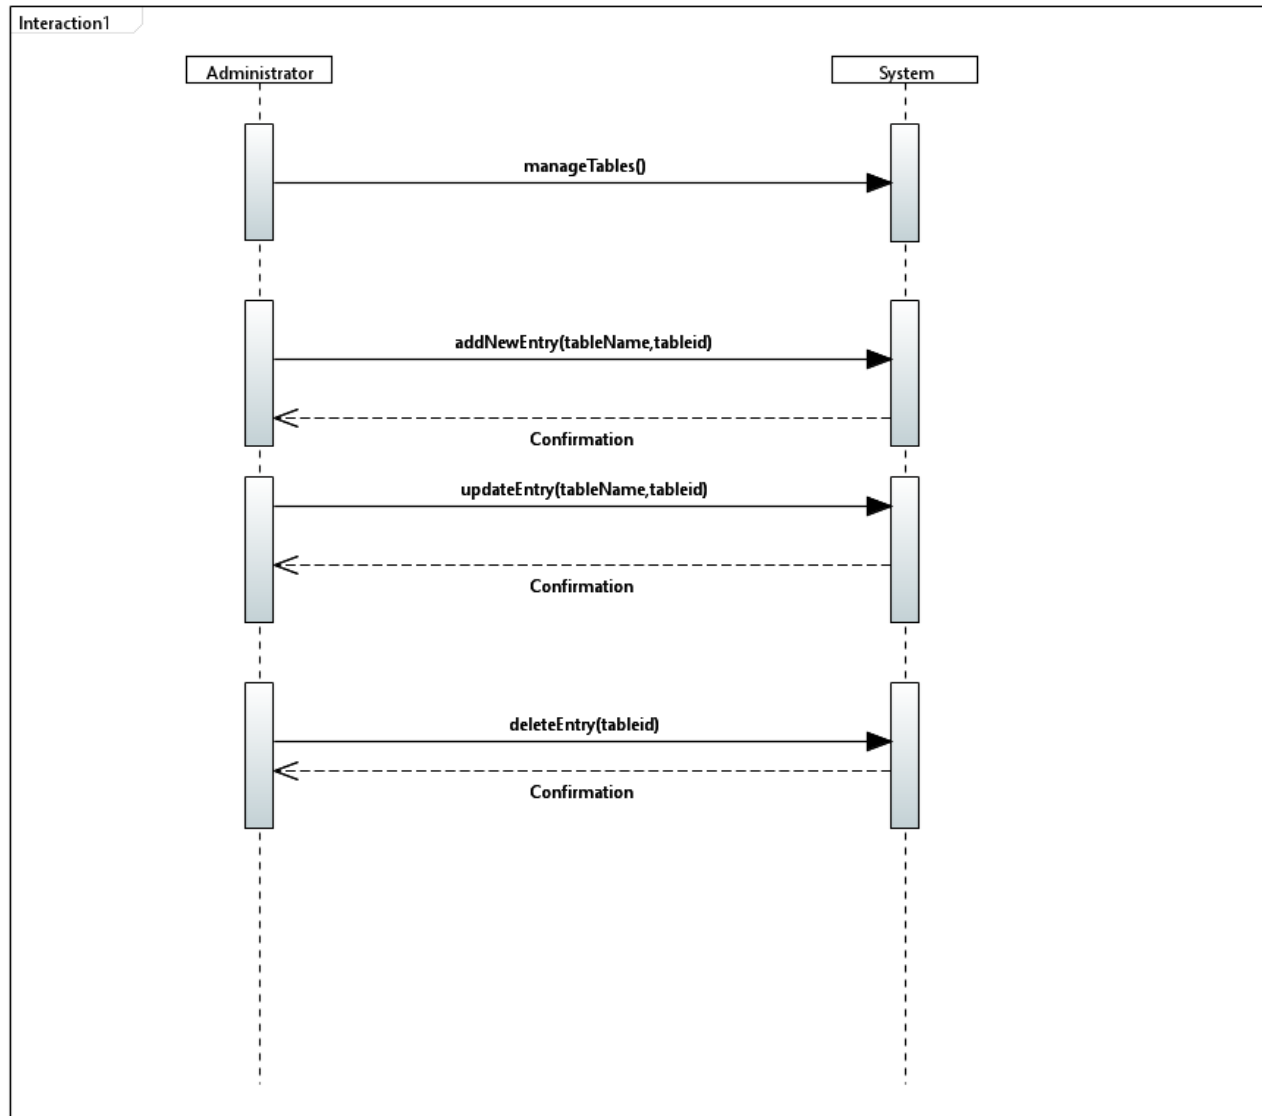 Interaction1
Administrator
System
manageTables()
addNewEntry(tableName,tableid)
Confirmation
updateEntry(tableName,tableid)
Confirmation
deleteEntry(tableid)
Confirmation